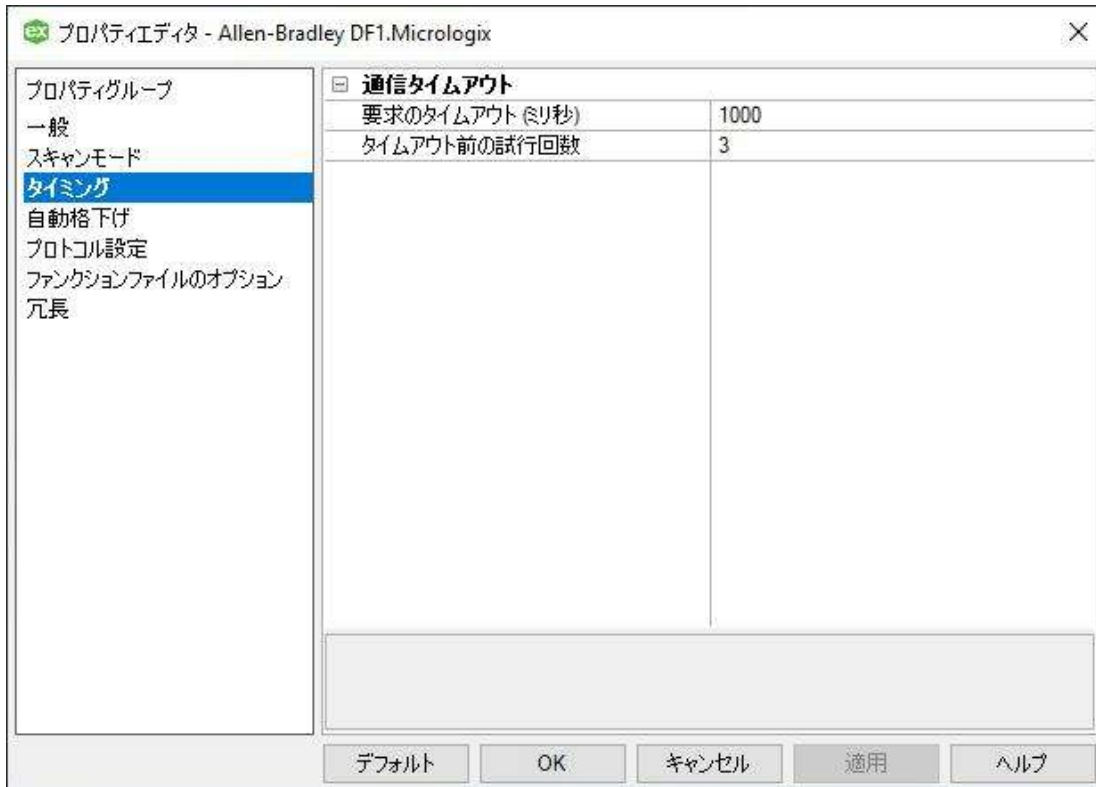 プロパティエディタ - Allen-Bradley DF1.Micrologix
プロパティグループ
一般
スキャンモード
タイミング
自動格下げ
プロトコル設定
ファンクションファイルのオプション
冗長
通信タイムアウト
要求のタイムアウト (ミリ秒) 1000
タイムアウト前の試行回数 3
デフォルト OK キャンセル 適用 ヘルプ